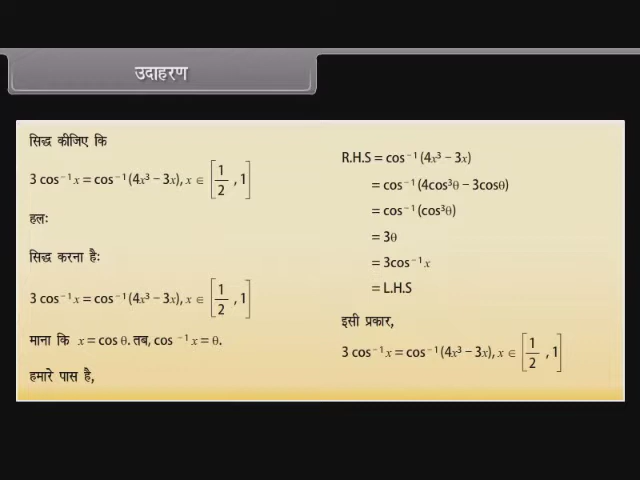 उदाहरण
सिद्ध कीजिए कि
3 cos⁻¹x = cos⁻¹(4x³ − 3x), x ∈ [1/2 , 1]
हलः
सिद्ध करना हैः
3 cos⁻¹x = cos⁻¹(4x³ − 3x), x ∈ [1/2 , 1]
माना कि x = cos θ. तब, cos ⁻¹x = θ.
हमारे पास है,
R.H.S = cos⁻¹(4x³ − 3x)
= cos⁻¹(4cos³θ − 3cosθ)
= cos⁻¹(cos³θ)
= 3θ
= 3cos⁻¹x
= L.H.S
इसी प्रकार,
3 cos⁻¹x = cos⁻¹(4x³ − 3x), x ∈ [1/2 , 1]